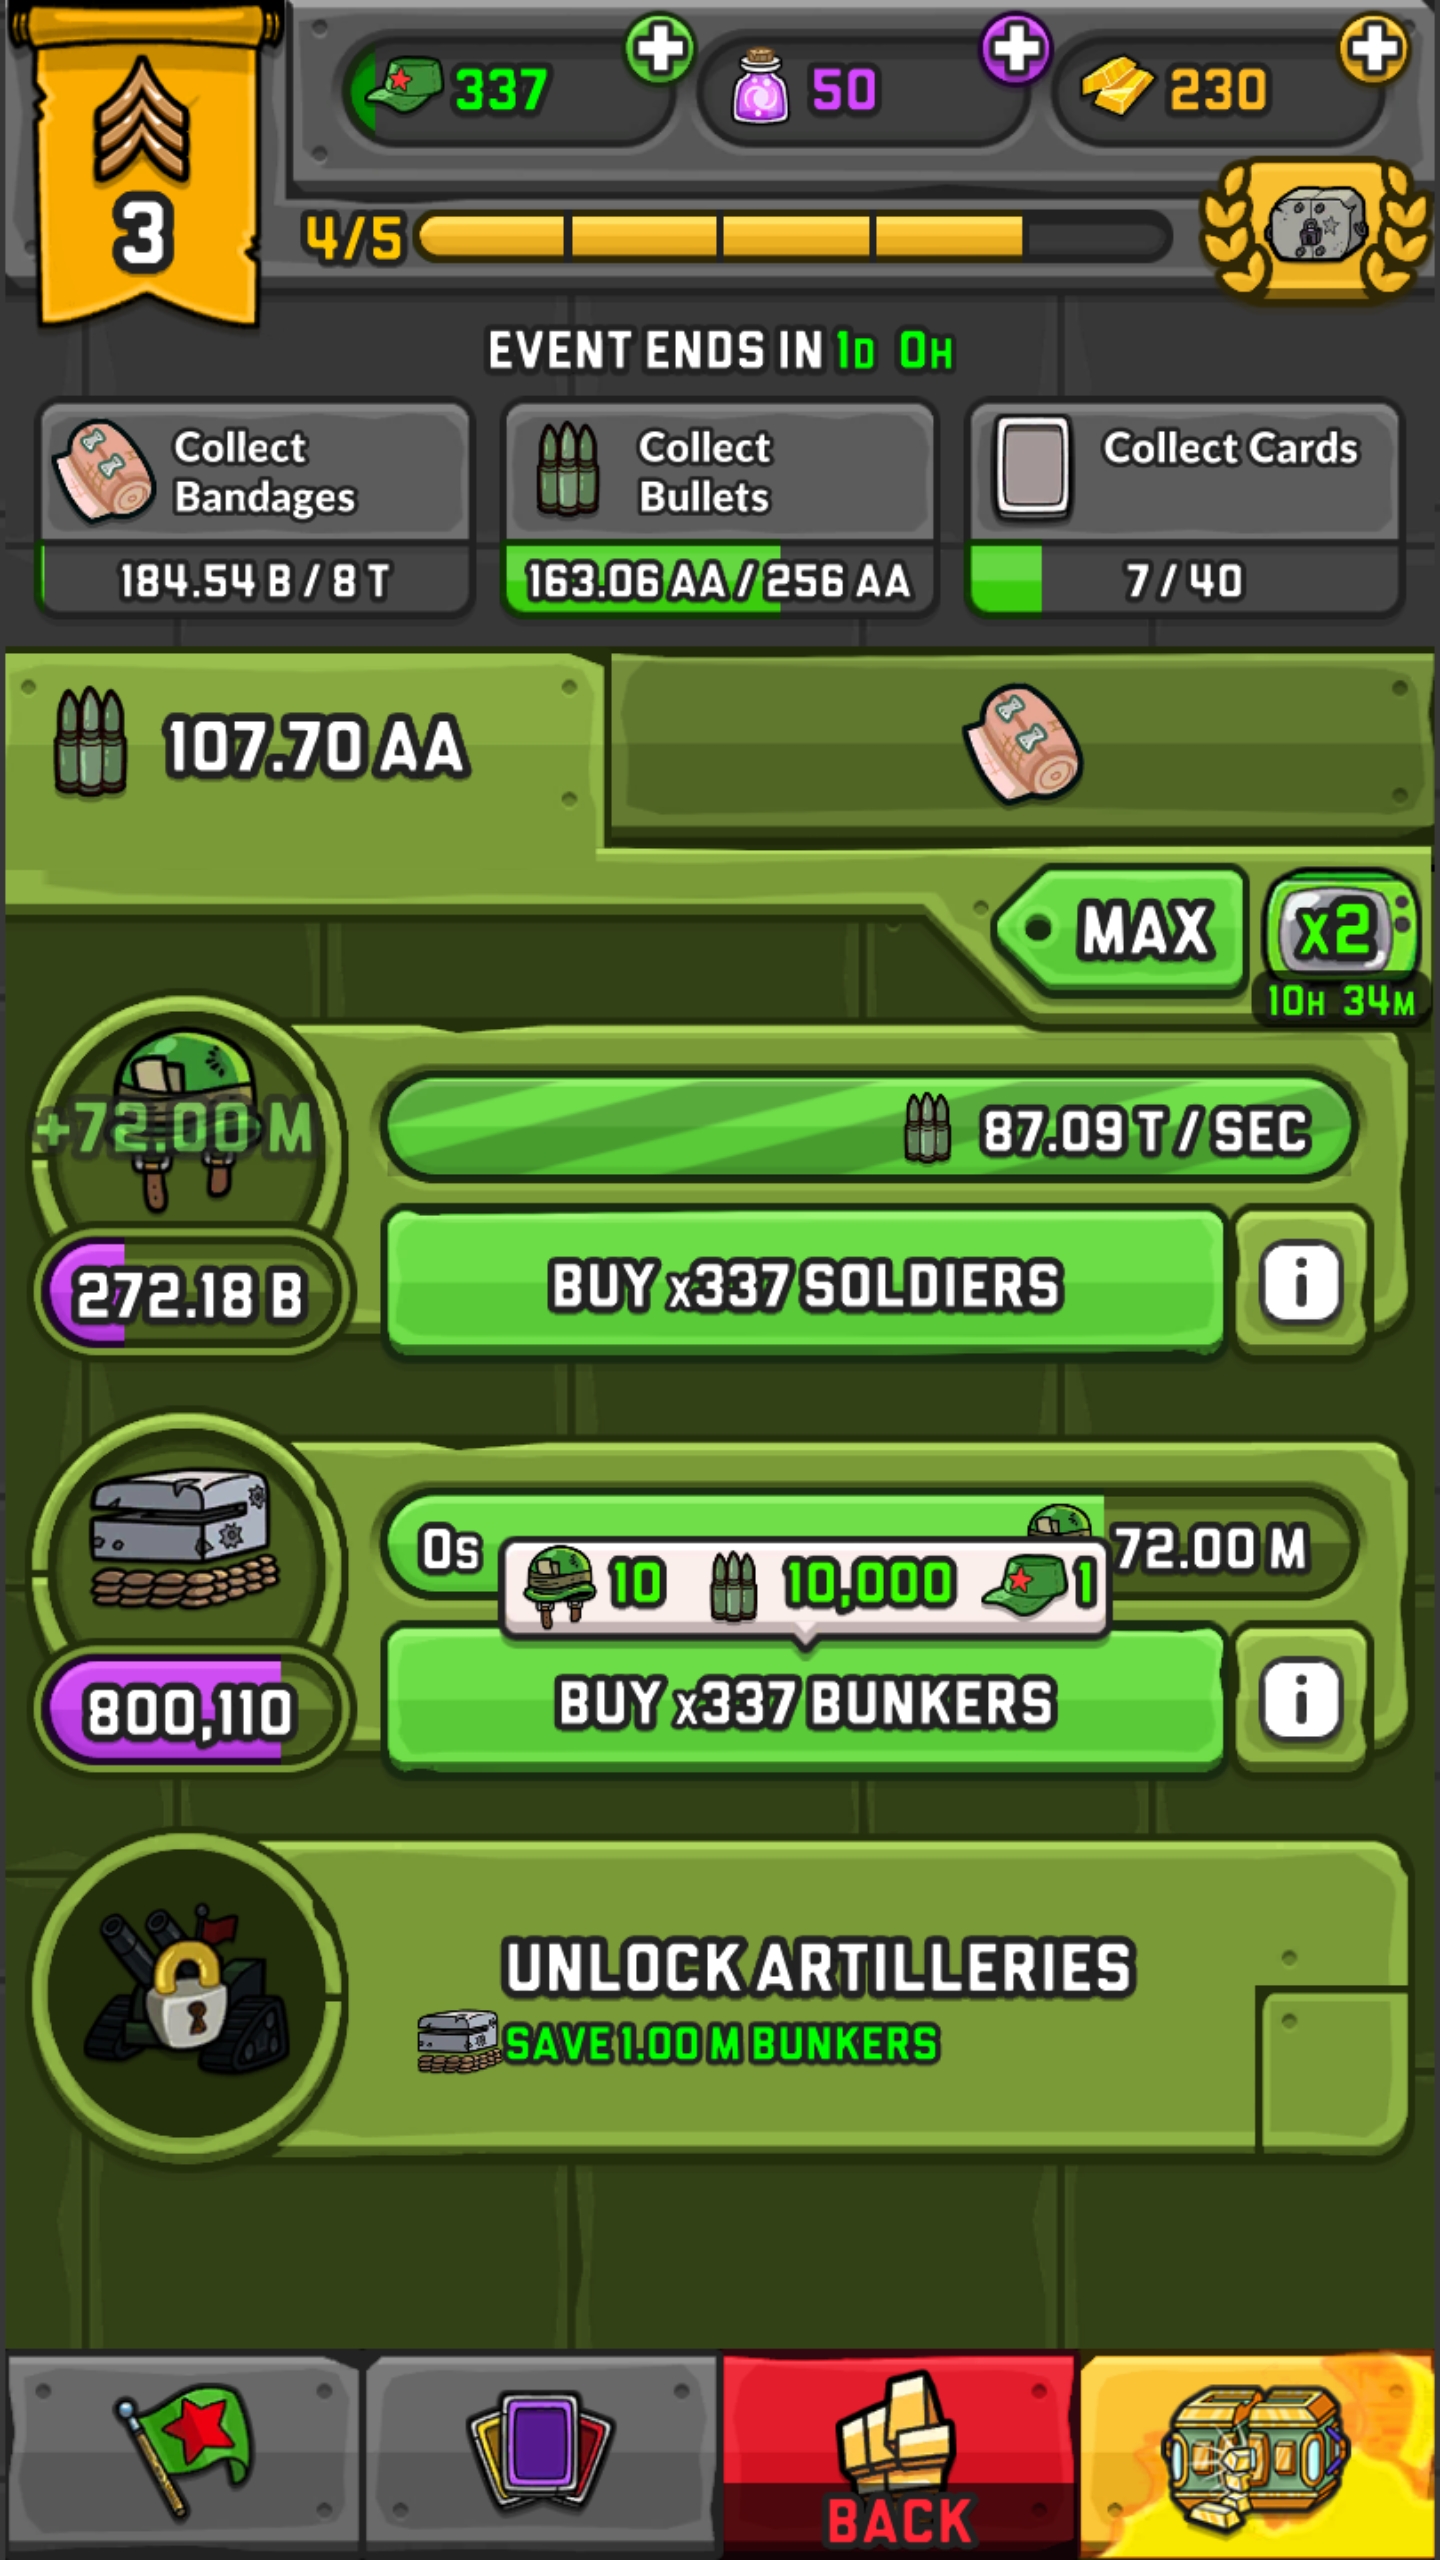 337
50
230
3
4/5
EVENT ENDS IN 1D 0H
Collect
Bandages
184.54 B / 8 T
Collect
Bullets
163.06 AA / 256 AA
Collect Cards
7 / 40
107.70 AA
MAX
x2
10H 34M
+72.00 M
87.09 T / SEC
272.18 B
BUY x337 SOLDIERS
0s
72.00 M
10 10,000 1
800,110
BUY x337 BUNKERS
UNLOCK ARTILLERIES
SAVE 1.00 M BUNKERS
BACK